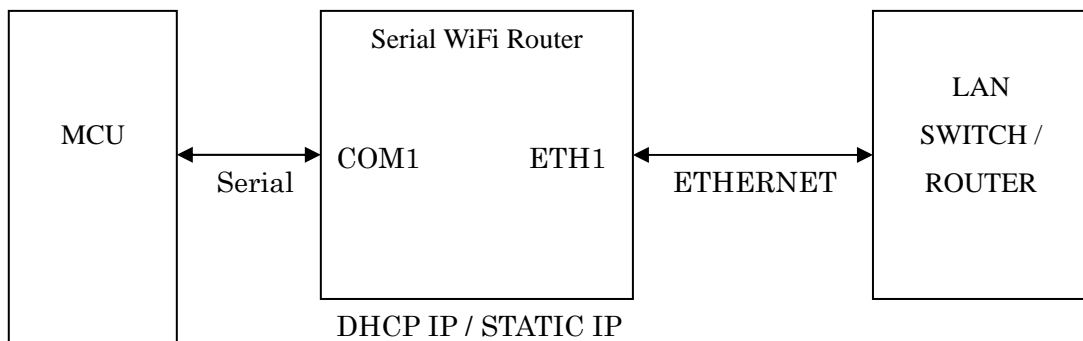 MCU
Serial
Serial WiFi Router
COM1
ETH1
DHCP IP / STATIC IP
ETHERNET
LAN
SWITCH /
ROUTER